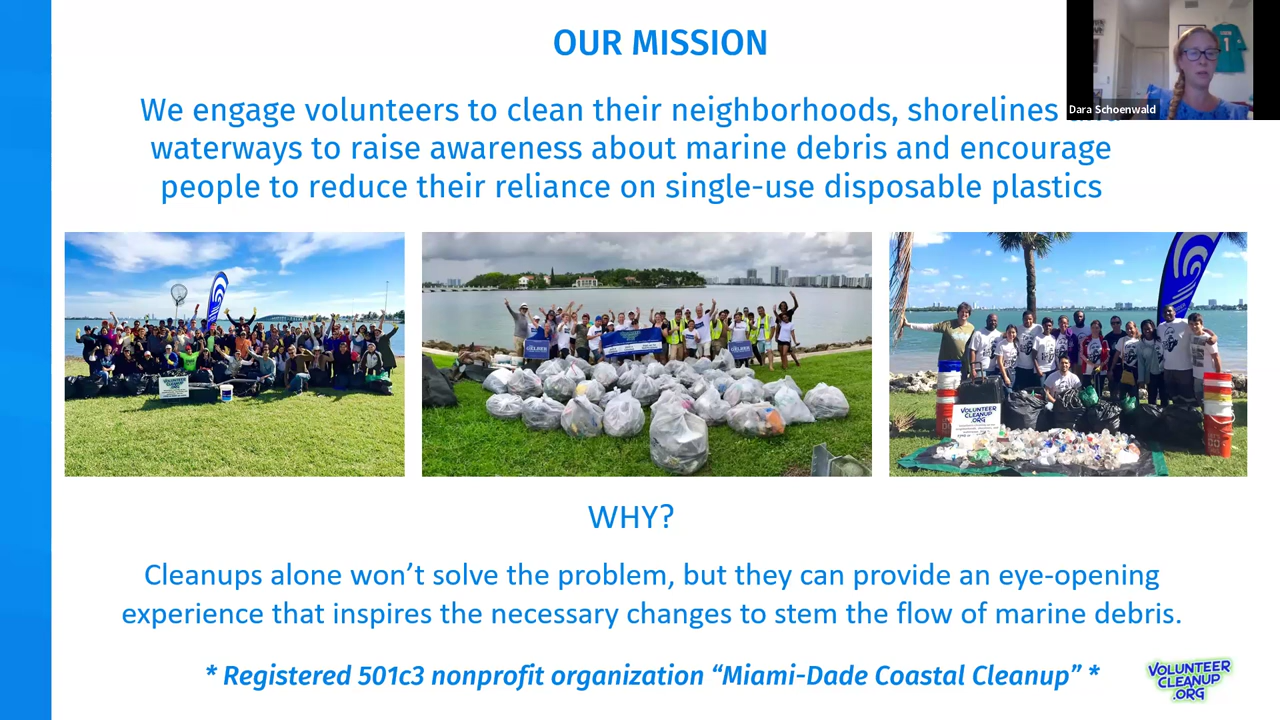 OUR MISSION
Dara Schoenwald
We engage volunteers to clean their neighborhoods, shorelines
waterways to raise awareness about marine debris and encourage
people to reduce their reliance on single-use disposable plastics
VOLUNTEER
CLEANUP
.ORG
WHY?
Cleanups alone won’t solve the problem, but they can provide an eye-opening
experience that inspires the necessary changes to stem the flow of marine debris.
* Registered 501c3 nonprofit organization “Miami-Dade Coastal Cleanup” *
VOLUNTEER
CLEANUP
.ORG